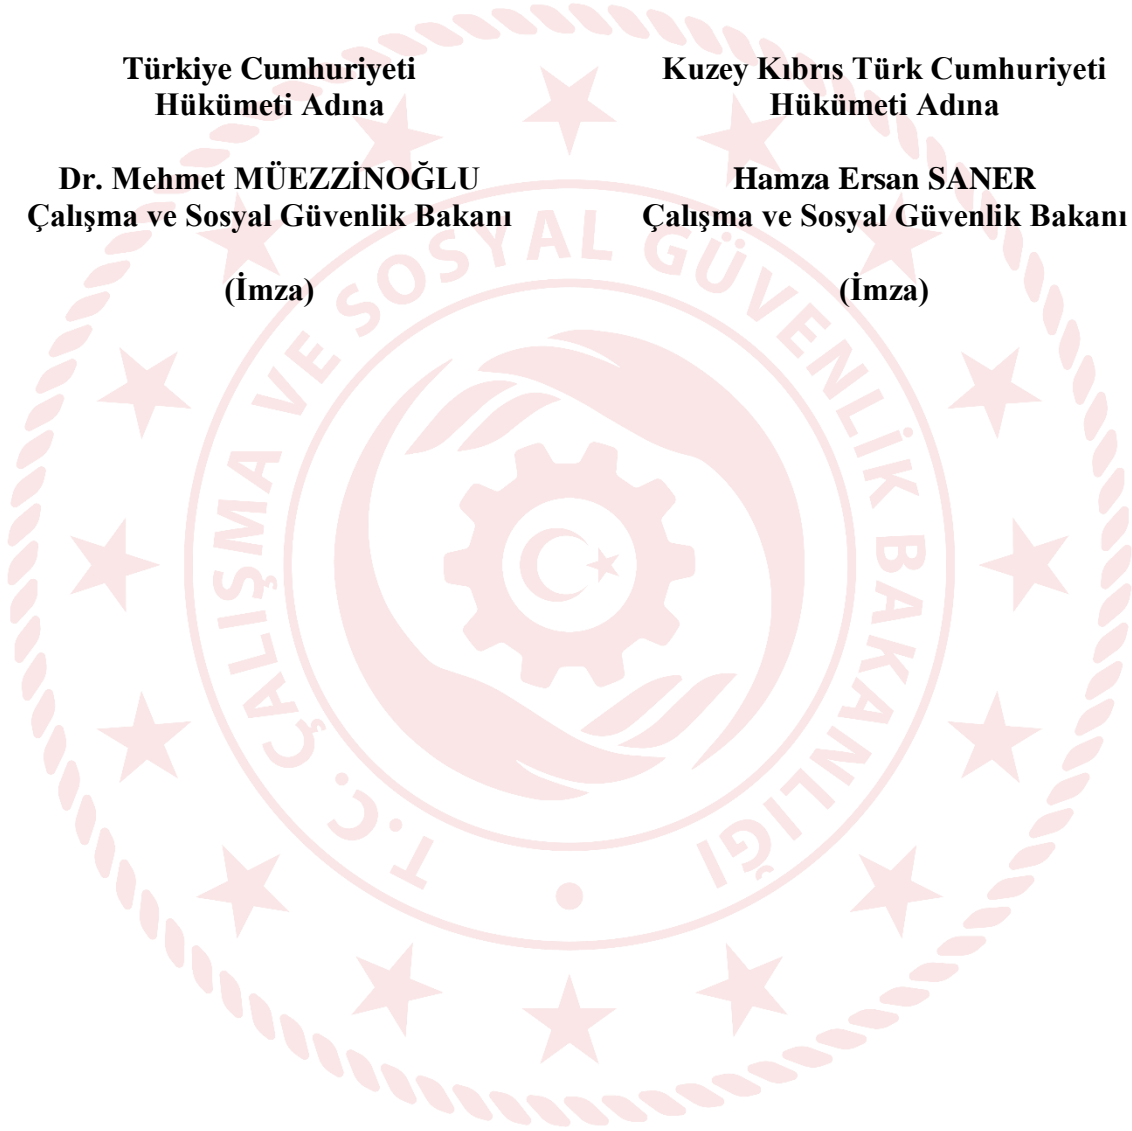 Türkiye Cumhuriyeti
Hükümeti Adına
Dr. Mehmet MÜEZZİNOĞLU
Çalışma ve Sosyal Güvenlik Bakanı
(İmza)
Kuzey Kıbrıs Türk Cumhuriyeti
Hükümeti Adına
Hamza Ersan SANER
Çalışma ve Sosyal Güvenlik Bakanı
(İmza)
T.C. ÇALIŞMA VE SOSYAL GÜVENLİK BAKANLIĞI